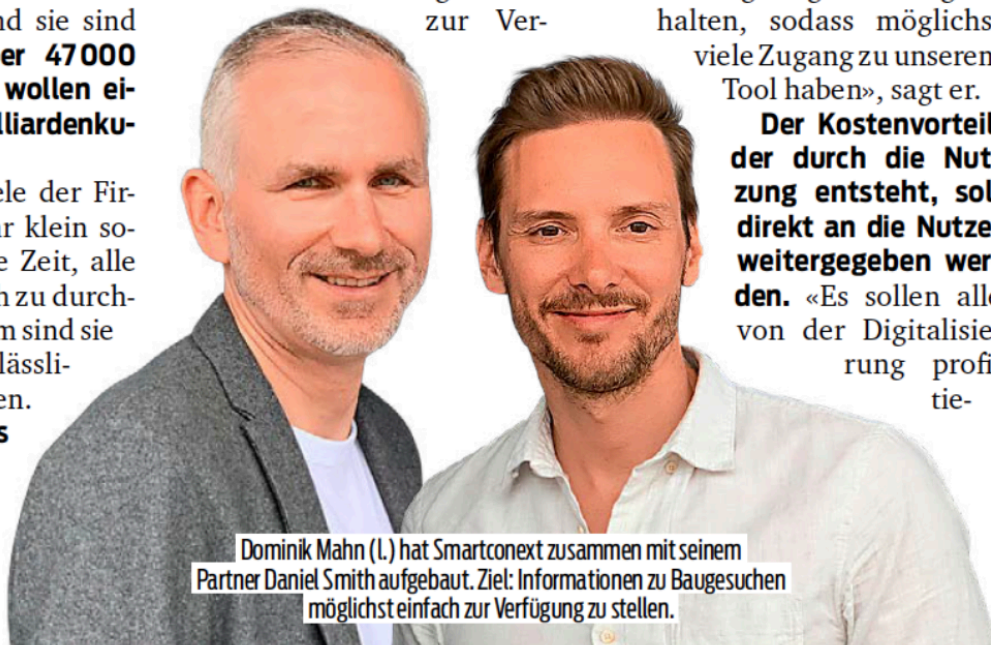 nd sie sind
er 47 000
wollen ei-
lliardenku-
ele der Fir-
r klein so-
e Zeit, alle
h zu durch-
m sind sie
lässli-
en.
s
zur Ver-
halten, sodass möglichs
viele Zugang zu unseren
Tool haben», sagt er.
Der Kostenvorteil
der durch die Nut
zung entsteht, sol
direkt an die Nutze
weitergegeben wer
den. «Es sollen alle
von der Digitalisie
rung profi
tie-
Dominik Mahn (l.) hat Smartconext zusammen mit seinem
Partner Daniel Smith aufgebaut. Ziel: Informationen zu Baugesuchen
möglichst einfach zur Verfügung zu stellen.